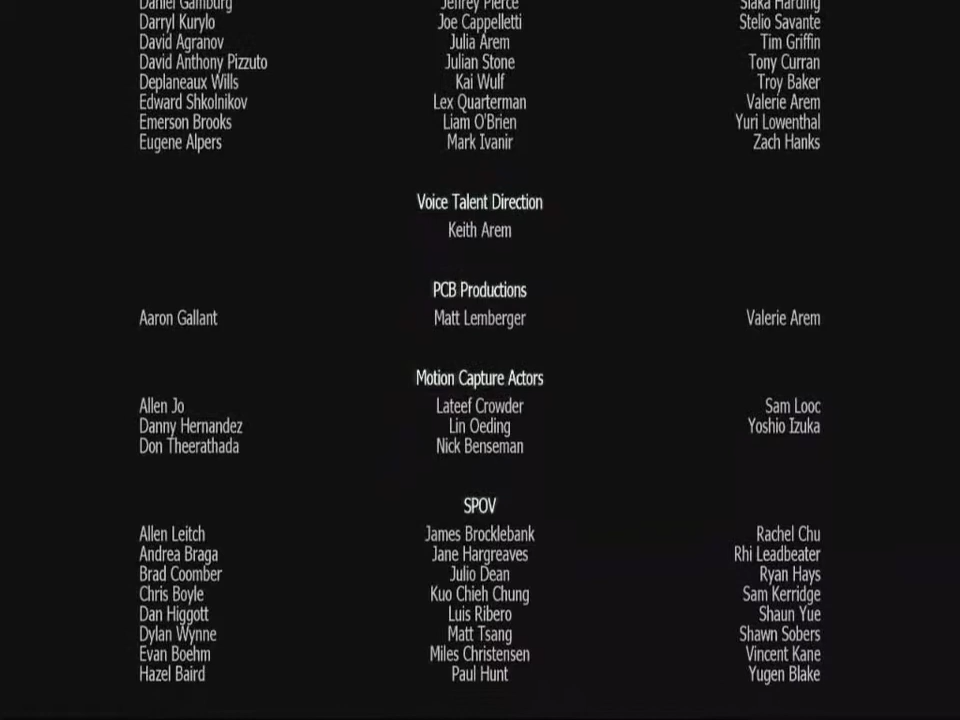 Daniel Gamburg Jeffrey Pierce Siaka Harding
Darryl Kurylo Joe Cappelletti Stelio Savante
David Agranov Julia Arem Tim Griffin
David Anthony Pizzuto Julian Stone Tony Curran
Deplaneaux Wills Kai Wulf Troy Baker
Edward Shkolnikov Lex Quarterman Valerie Arem
Emerson Brooks Liam O'Brien Yuri Lowenthal
Eugene Alpers Mark Ivanir Zach Hanks
Voice Talent Direction
Keith Arem
PCB Productions
Aaron Gallant Matt Lemberger Valerie Arem
Motion Capture Actors
Allen Jo Lateef Crowder Sam Looc
Danny Hernandez Lin Oeding Yoshio Izuka
Don Theerathada Nick Benseman
SPOV
Allen Leitch James Brocklebank Rachel Chu
Andrea Braga Jane Hargreaves Rhi Leadbeater
Brad Coomber Julio Dean Ryan Hays
Chris Boyle Kuo Chieh Chung Sam Kerridge
Dan Higgott Luis Ribero Shaun Yue
Dylan Wynne Matt Tsang Shawn Sobers
Evan Boehm Miles Christensen Vincent Kane
Hazel Baird Paul Hunt Yugen Blake